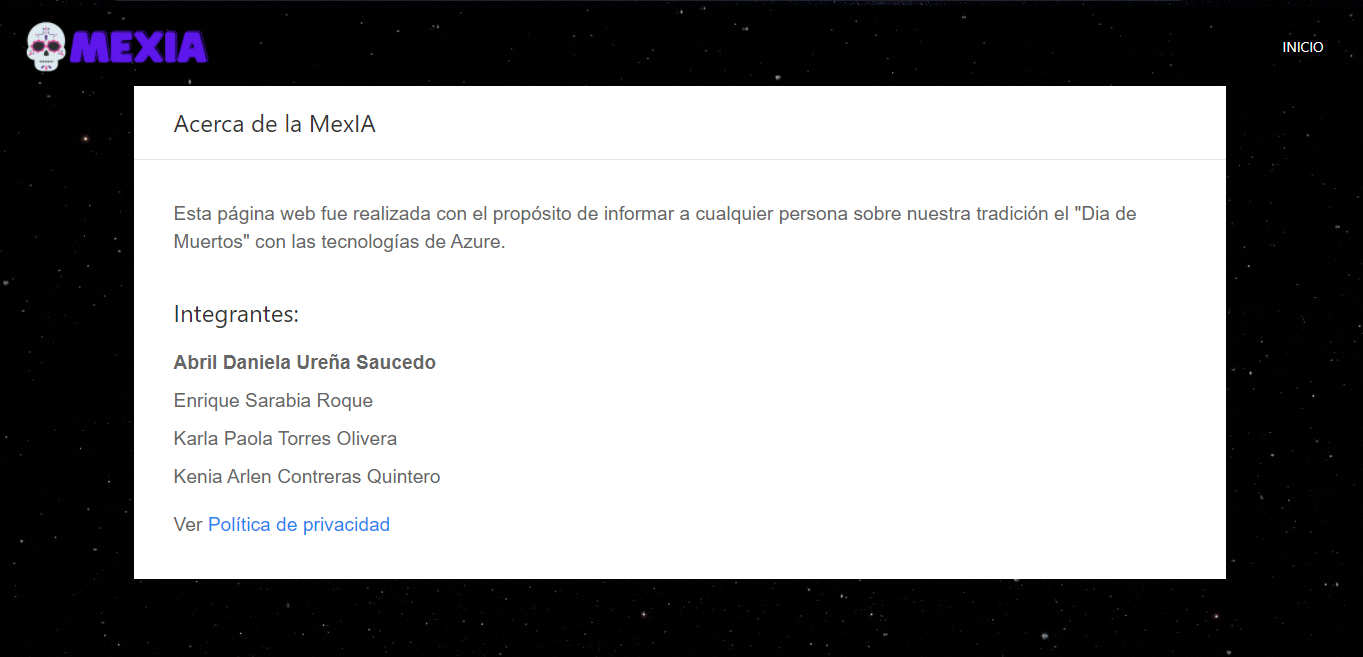 MEXIA
INICIO
Acerca de la MexIA
Esta página web fue realizada con el propósito de informar a cualquier persona sobre nuestra tradición el "Dia de
Muertos" con las tecnologías de Azure.
Integrantes:
Abril Daniela Ureña Saucedo
Enrique Sarabia Roque
Karla Paola Torres Olivera
Kenia Arlen Contreras Quintero
Ver Política de privacidad